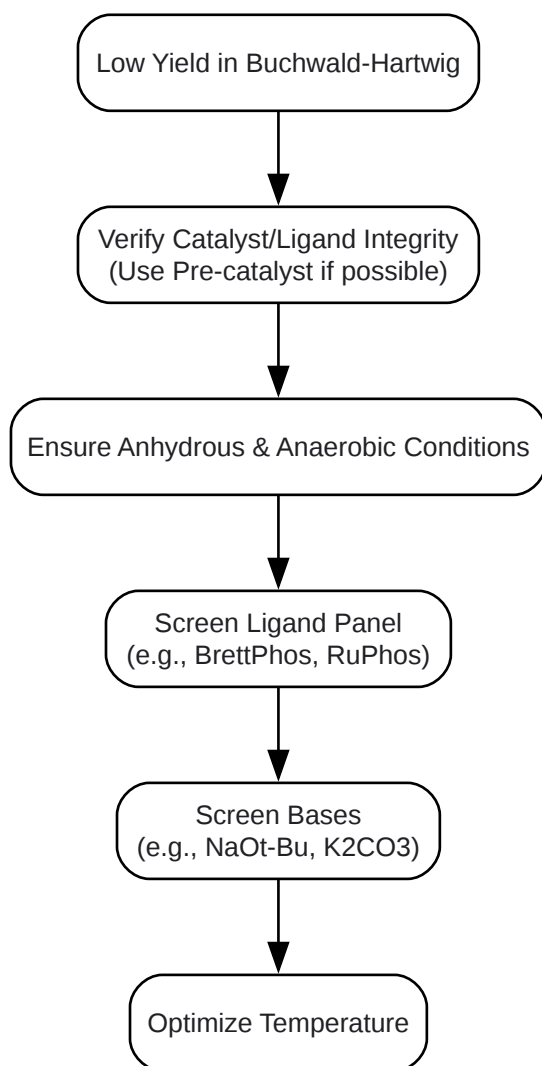 Low Yield in Buchwald-Hartwig
Verify Catalyst/Ligand Integrity
(Use Pre-catalyst if possible)
Ensure Anhydrous & Anaerobic Conditions
Screen Ligand Panel
(e.g., BrettPhos, RuPhos)
Screen Bases
(e.g., NaOt-Bu, K2CO3)
Optimize Temperature